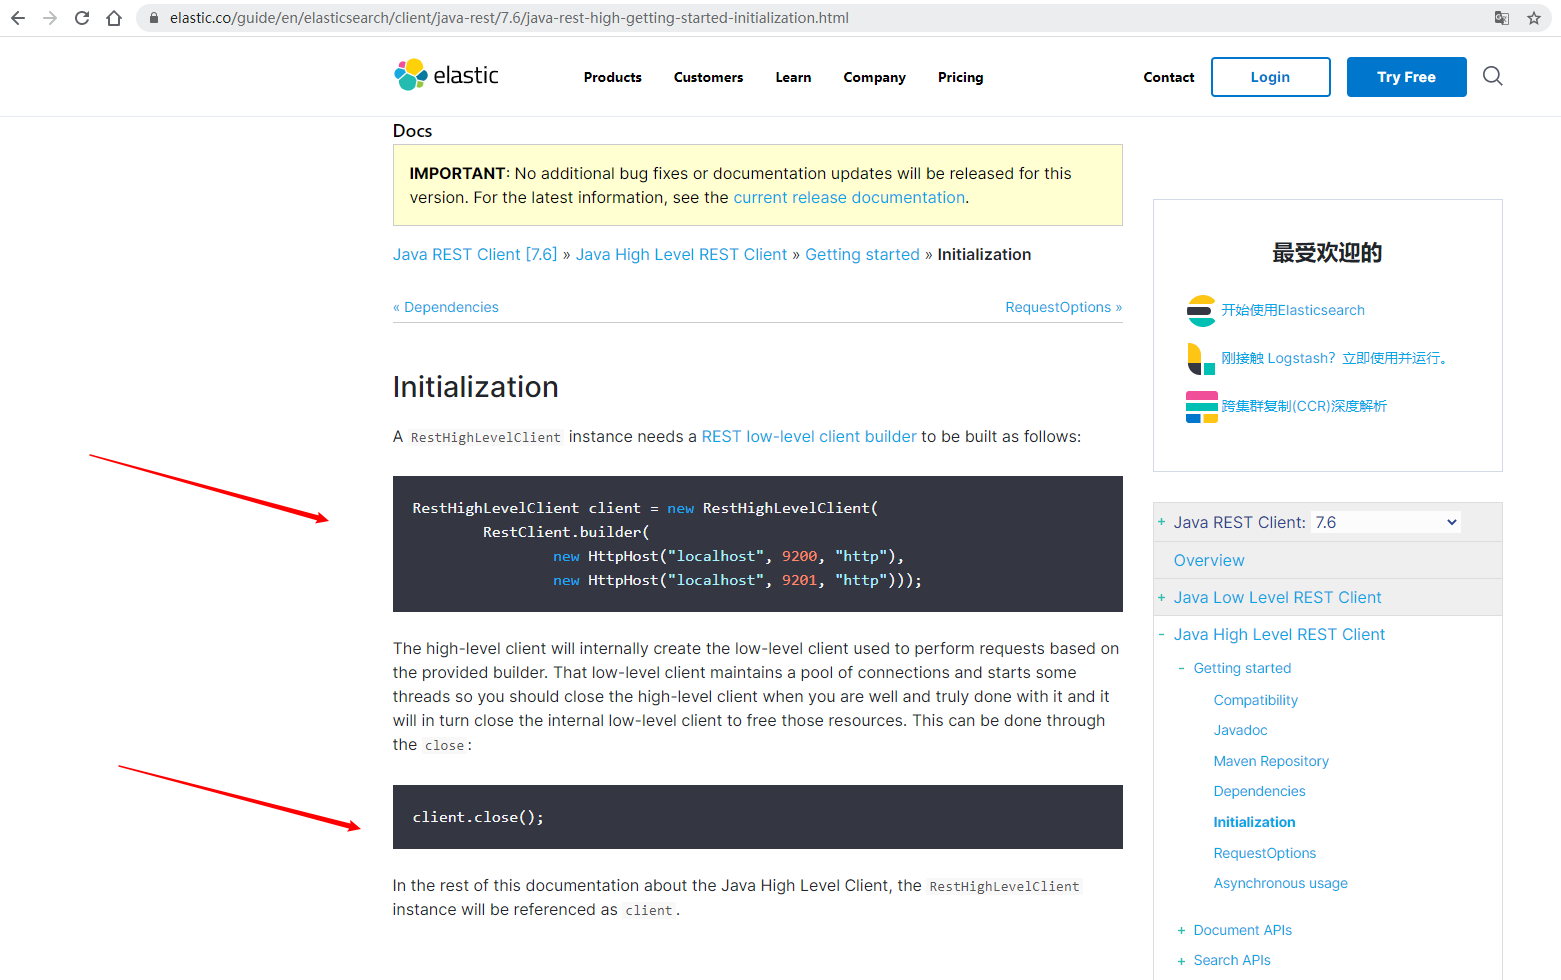 elastic.co/guide/en/elasticsearch/client/java-rest/7.6/java-rest-high-getting-started-initialization.html
elastic
Products Customers Learn Company Pricing
Contact Login Try Free
Docs
IMPORTANT: No additional bug fixes or documentation updates will be released for this
version. For the latest information, see the current release documentation.
Java REST Client [7.6] » Java High Level REST Client » Getting started » Initialization
« Dependencies RequestOptions »
Initialization
A RestHighLevelClient instance needs a REST low-level client builder to be built as follows:
RestHighLevelClient client = new RestHighLevelClient(
        RestClient.builder(
                new HttpHost("localhost", 9200, "http"),
                new HttpHost("localhost", 9201, "http")));
The high-level client will internally create the low-level client used to perform requests based on
the provided builder. That low-level client maintains a pool of connections and starts some
threads so you should close the high-level client when you are well and truly done with it and it
will in turn close the internal low-level client to free those resources. This can be done through
the close:
client.close();
In the rest of this documentation about the Java High Level Client, the RestHighLevelClient
instance will be referenced as client.
最受欢迎的
开始使用Elasticsearch
刚接触 Logstash？立即使用并运行。
跨集群复制(CCR)深度解析
+ Java REST Client: 7.6
Overview
+ Java Low Level REST Client
- Java High Level REST Client
- Getting started
Compatibility
Javadoc
Maven Repository
Dependencies
Initialization
RequestOptions
Asynchronous usage
+ Document APIs
+ Search APIs